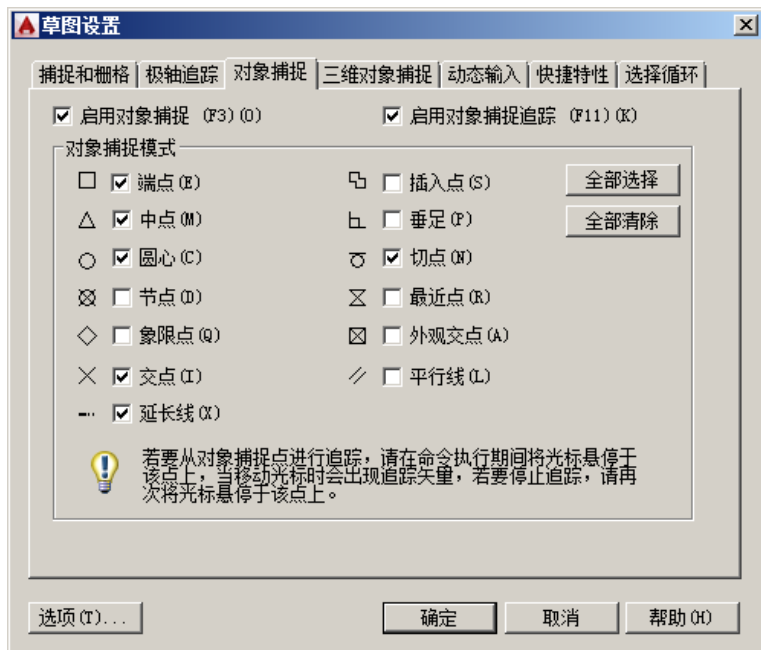 草图设置
捕捉和栅格 极轴追踪 对象捕捉 三维对象捕捉 动态输入 快捷特性 选择循环
启用对象捕捉 (F3)(O) 启用对象捕捉追踪 (F11)(K)
对象捕捉模式
端点(E) 插入点(S) 全部选择
中点(M) 垂足(P) 全部清除
圆心(C) 切点(N)
节点(D) 最近点(R)
象限点(Q) 外观交点(A)
交点(I) 平行线(L)
延长线(X)
若要从对象捕捉点进行追踪，请在命令执行期间将光标悬停于
该点上，当移动光标时会出现追踪矢量，若要停止追踪，请再
次将光标悬停于该点上。
选项(T)... 确定 取消 帮助(H)